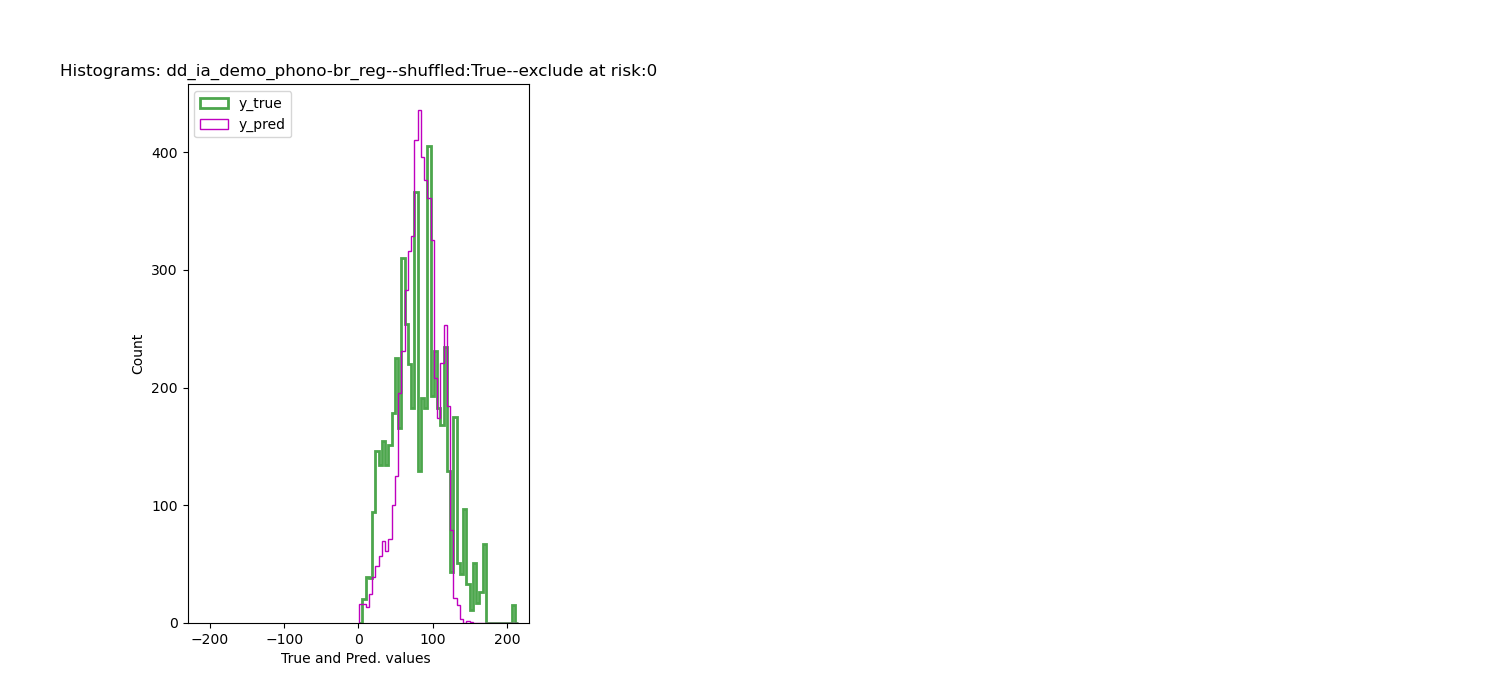 Histograms: dd_ia_demo_phono-br_reg--shuffled:True--exclude at risk:0
y_true
y_pred
400
300
200
100
0
Count
−200
−100
0
100
200
True and Pred. values